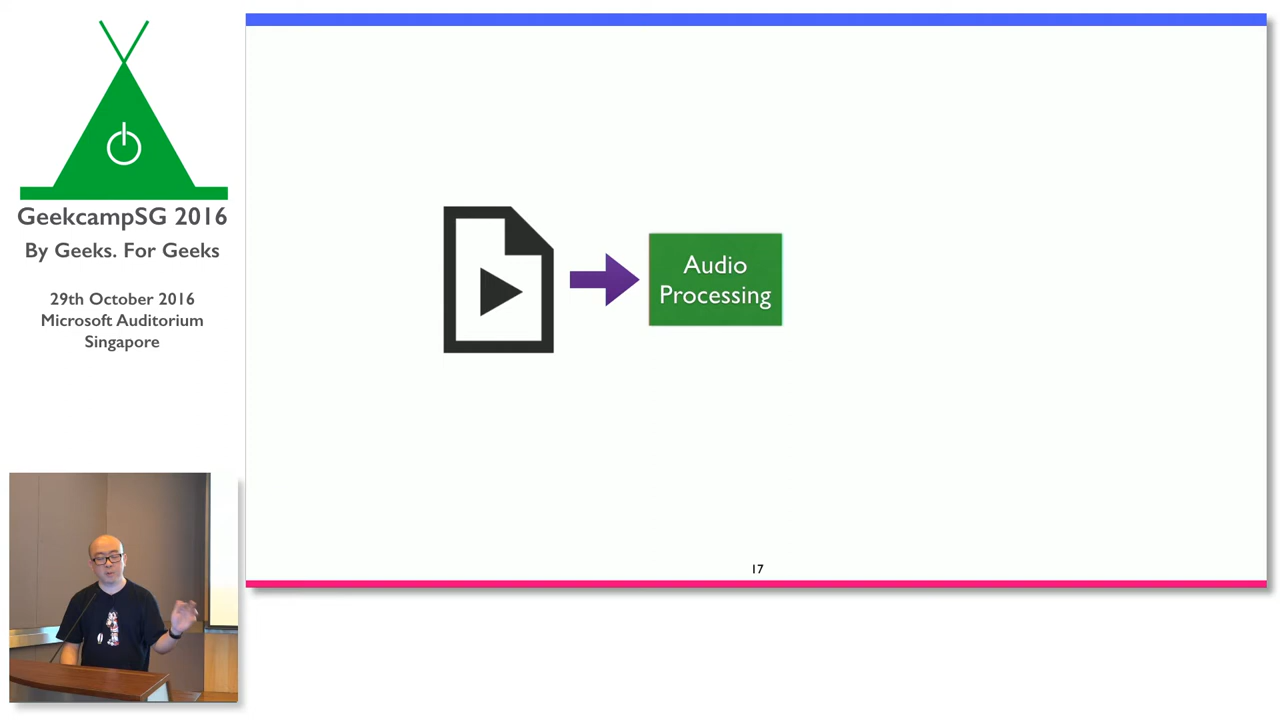 GeekcampSG 2016
By Geeks. For Geeks
29th October 2016
Microsoft Auditorium
Singapore
Audio
Processing
17